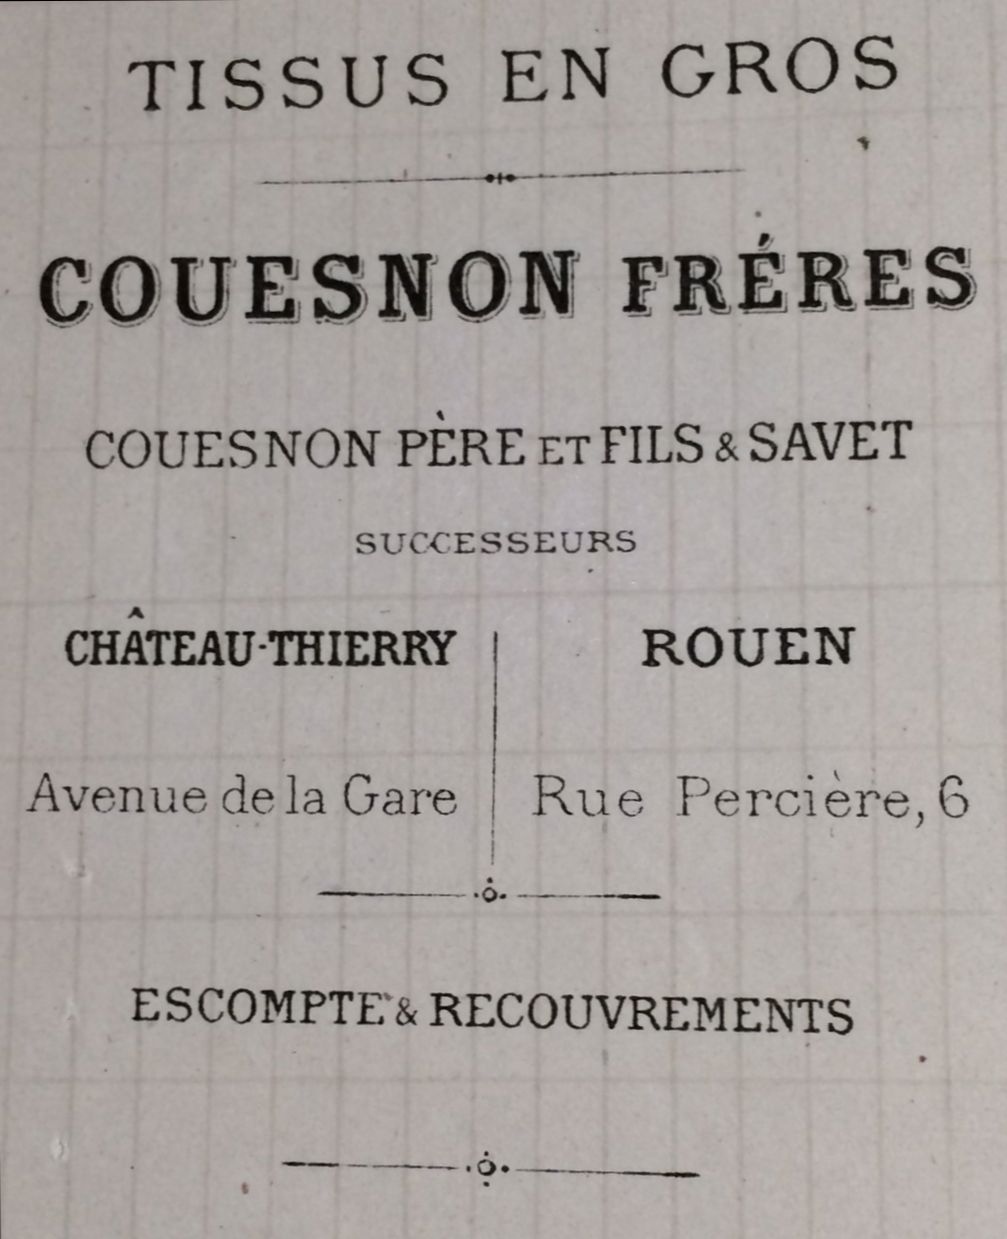 TISSUS EN GROS
COUESNON FRÉRES
COUESNON PÈRE ET FILS & SAVET
SUCCESSEURS
CHÂTEAU-THIERRY
Avenue de la Gare
ROUEN
Rue Percière, 6
ESCOMPTE & RECOUVREMENTS